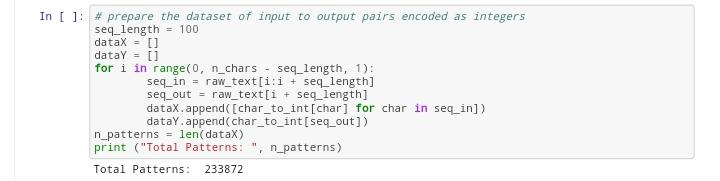 In [ ]: # prepare the dataset of input to output pairs encoded as integers
seq_length = 100
dataX = []
dataY = []
for i in range(0, n_chars - seq_length, 1):
        seq_in = raw_text[i:i + seq_length]
        seq_out = raw_text[i + seq_length]
        dataX.append([char_to_int[char] for char in seq_in])
        dataY.append(char_to_int[seq_out])
n_patterns = len(dataX)
print ("Total Patterns: ", n_patterns)
Total Patterns:  233872